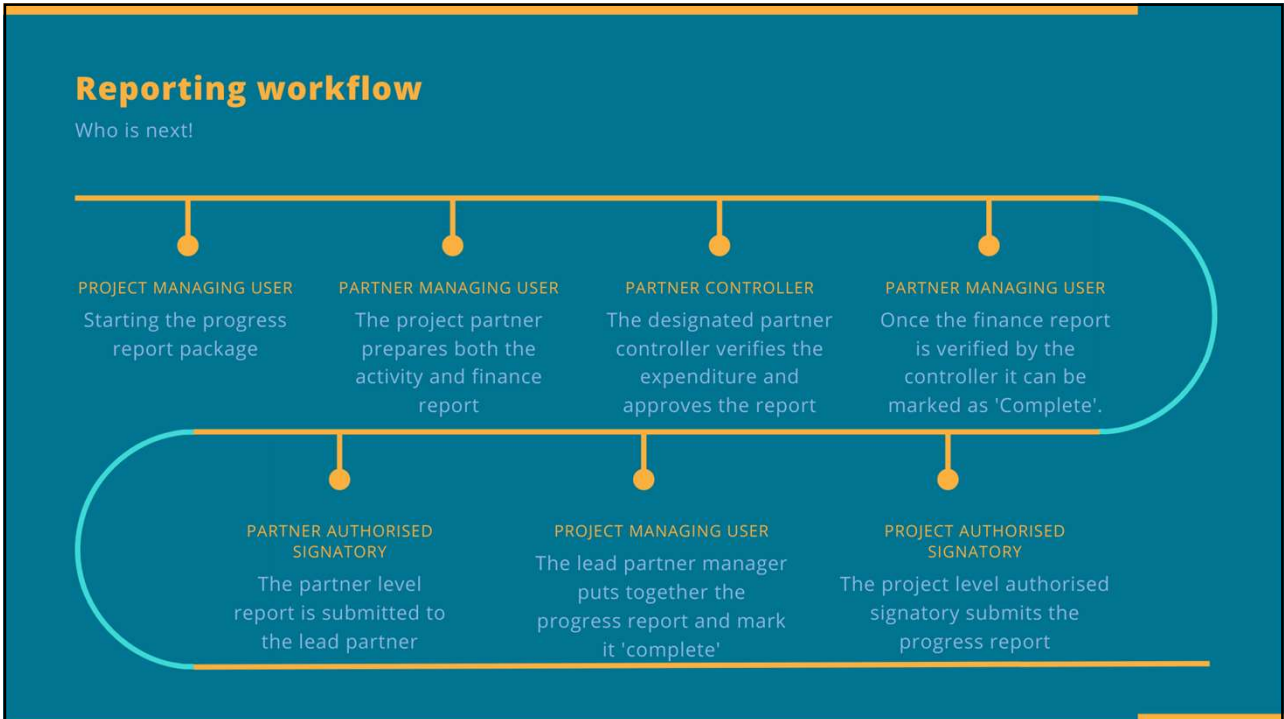 Reporting workflow
Who is next!
PROJECT MANAGING USER
Starting the progress
report package
PARTNER MANAGING USER
The project partner
prepares both the
activity and finance
report
PARTNER CONTROLLER
The designated partner
controller verifies the
expenditure and
approves the report
PARTNER MANAGING USER
Once the finance report
is verified by the
controller it can be
marked as 'Complete'.
PARTNER AUTHORISED
SIGNATORY
The partner level
report is submitted to
the lead partner
PROJECT MANAGING USER
The lead partner manager
puts together the
progress report and mark
it 'complete'
PROJECT AUTHORISED
SIGNATORY
The project level authorised
signatory submits the
progress report